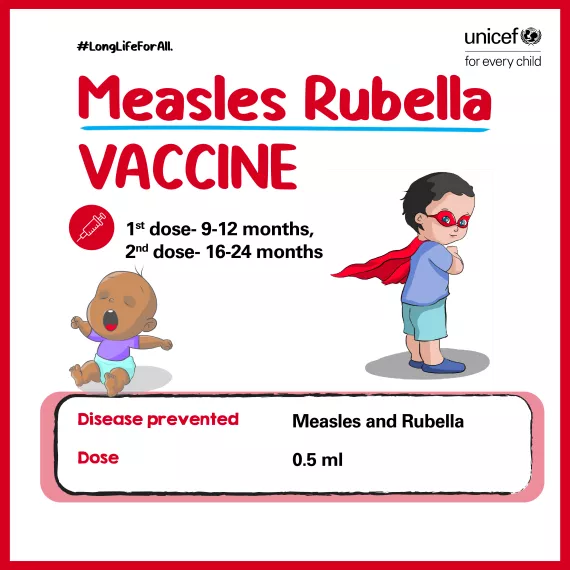 #LongLifeForAll.
unicef
for every child
Measles Rubella
VACCINE
1st dose- 9-12 months,
2nd dose- 16-24 months
Disease prevented Measles and Rubella
Dose 0.5 ml